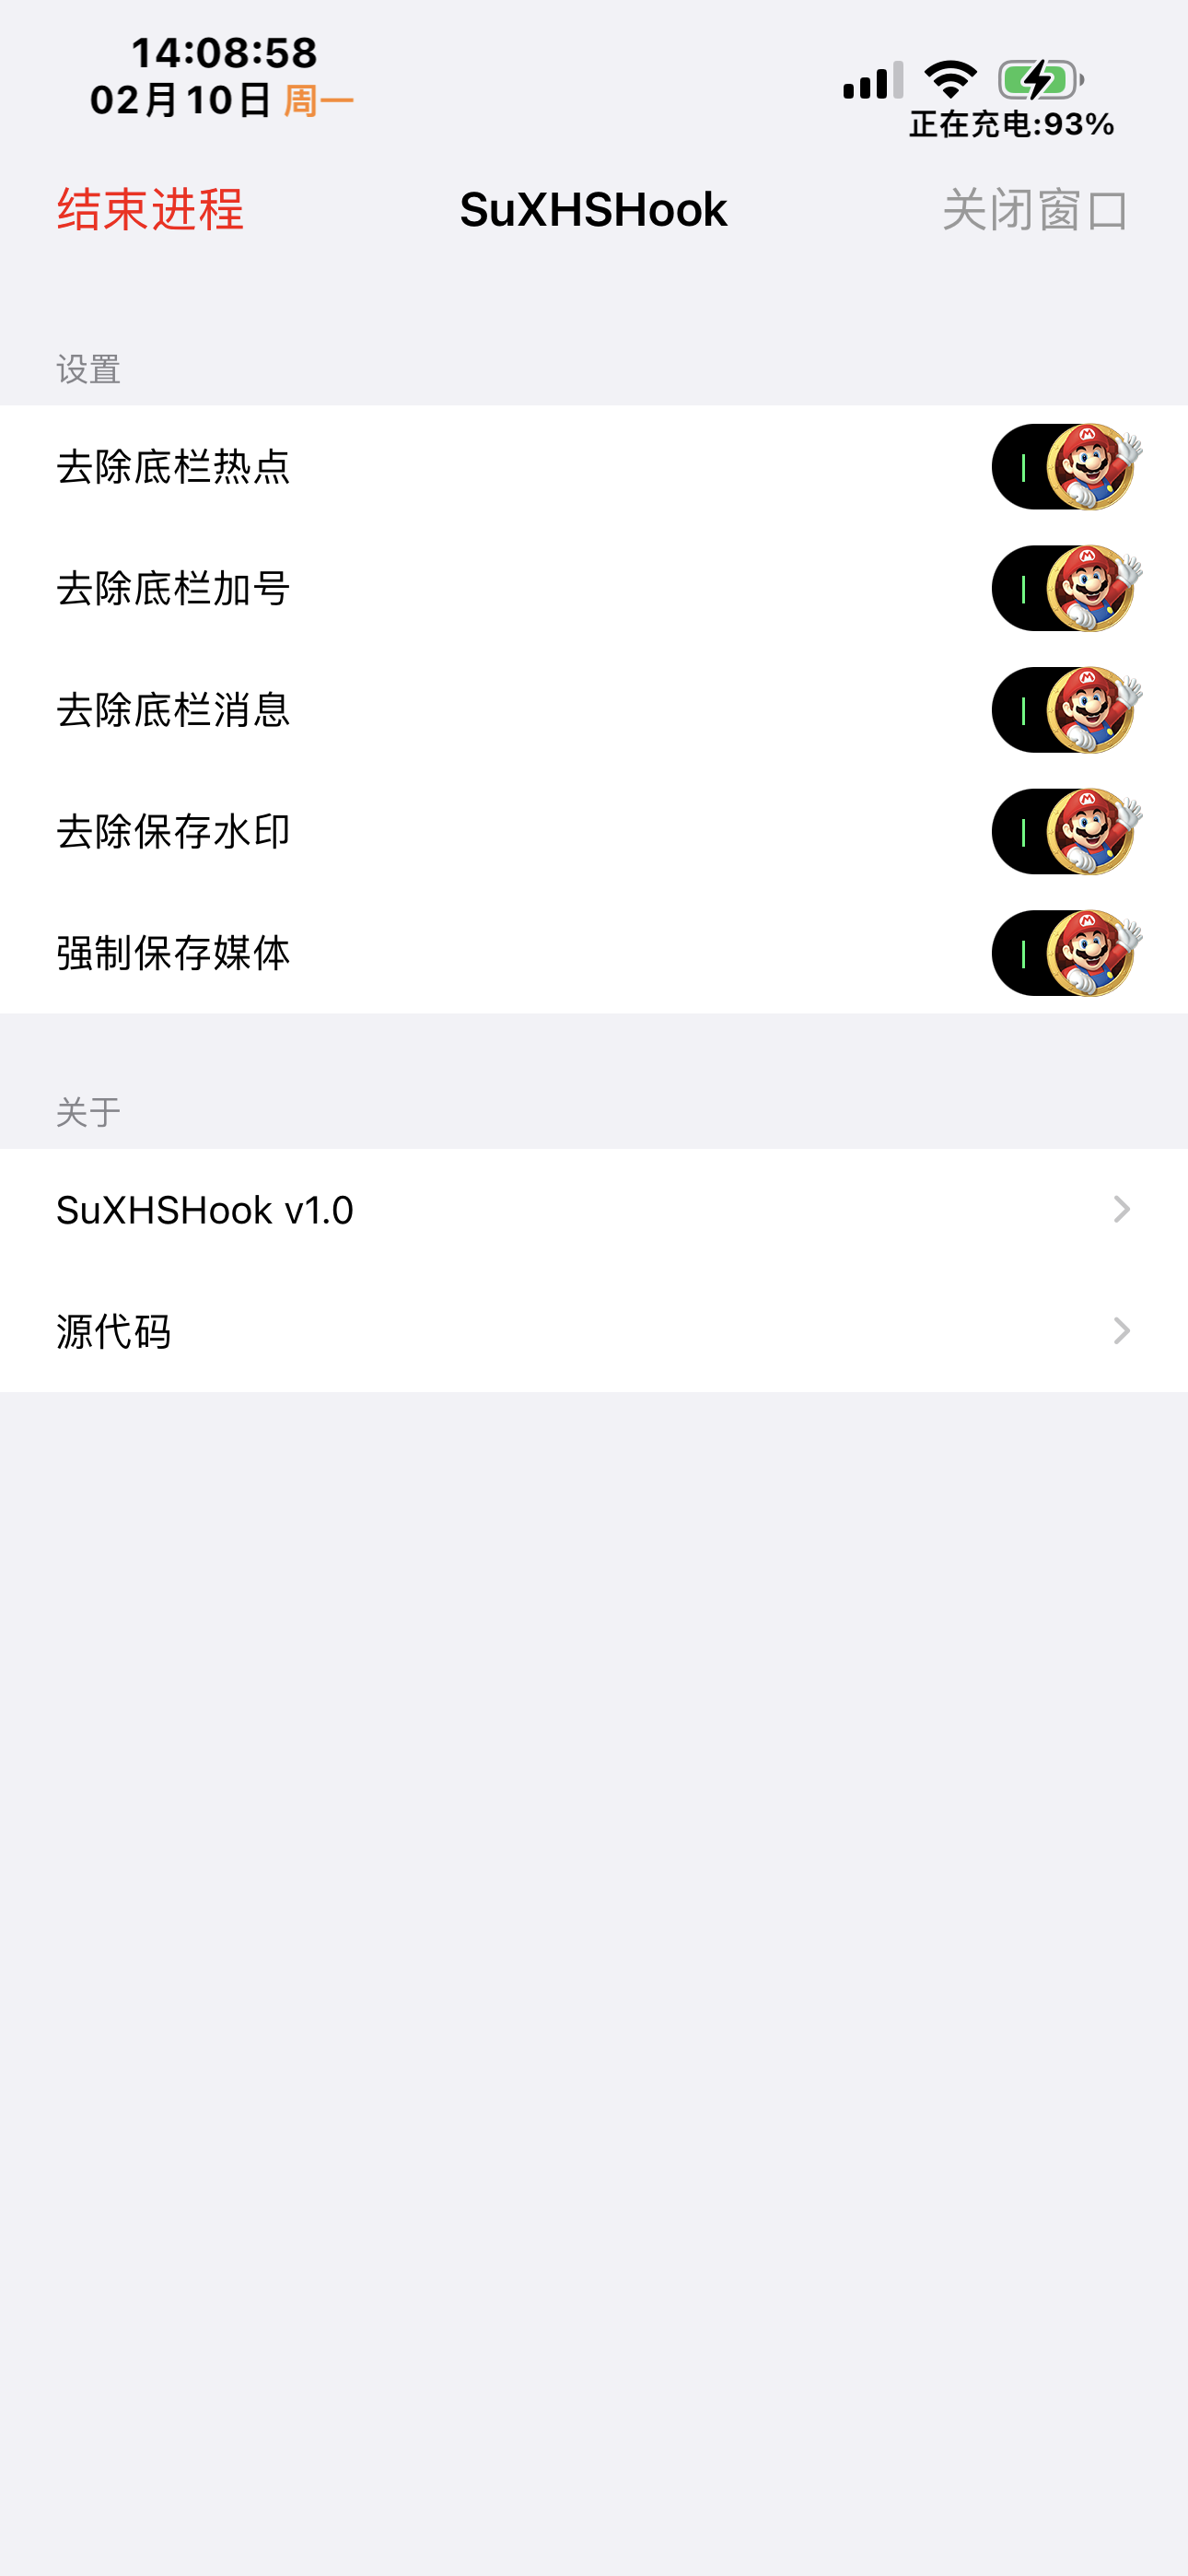 14:08:58
02月10日 周一
正在充电:93%
结束进程 SuXHSHook 关闭窗口
设置
去除底栏热点
去除底栏加号
去除底栏消息
去除保存水印
强制保存媒体
关于
SuXHSHook v1.0
源代码